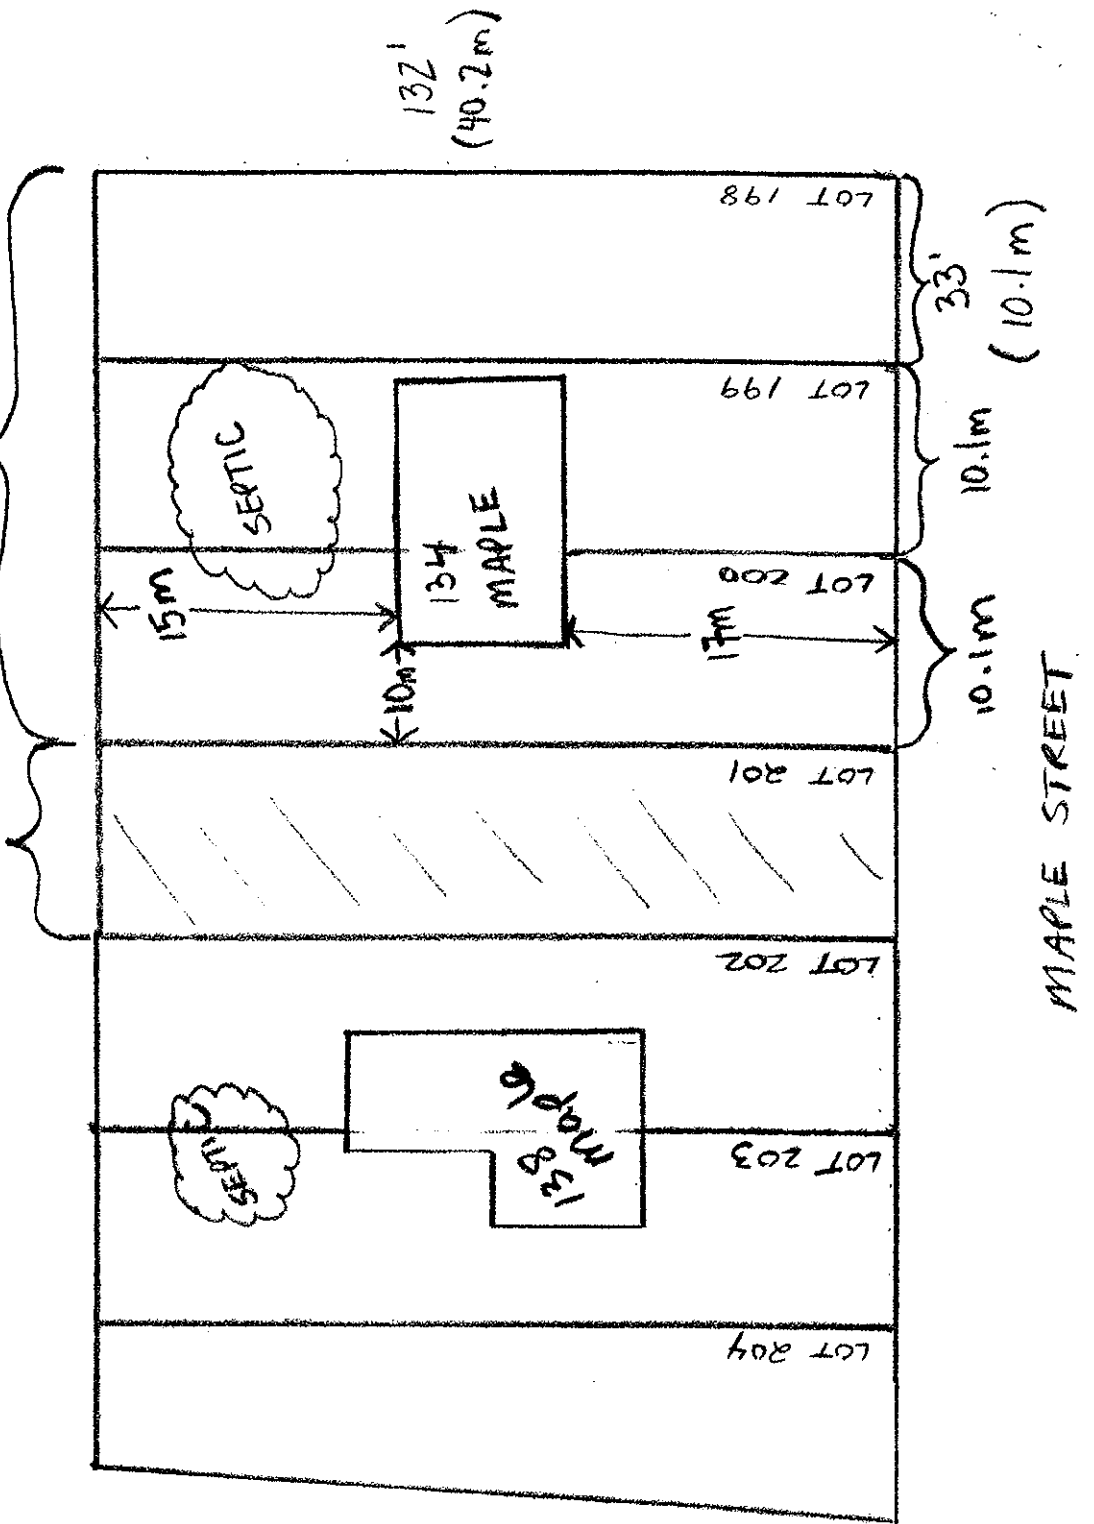 132'
(40.2m)
LOT 198
33'
(10.1m)
LOT 199
10.1m
SEPTIC
134
MAPLE
LOT 200
10.1m
15m
17m
10m
LOT 201
MAPLE STREET
LOT 202
138
maple
LOT 203
SEPTIC
LOT 204